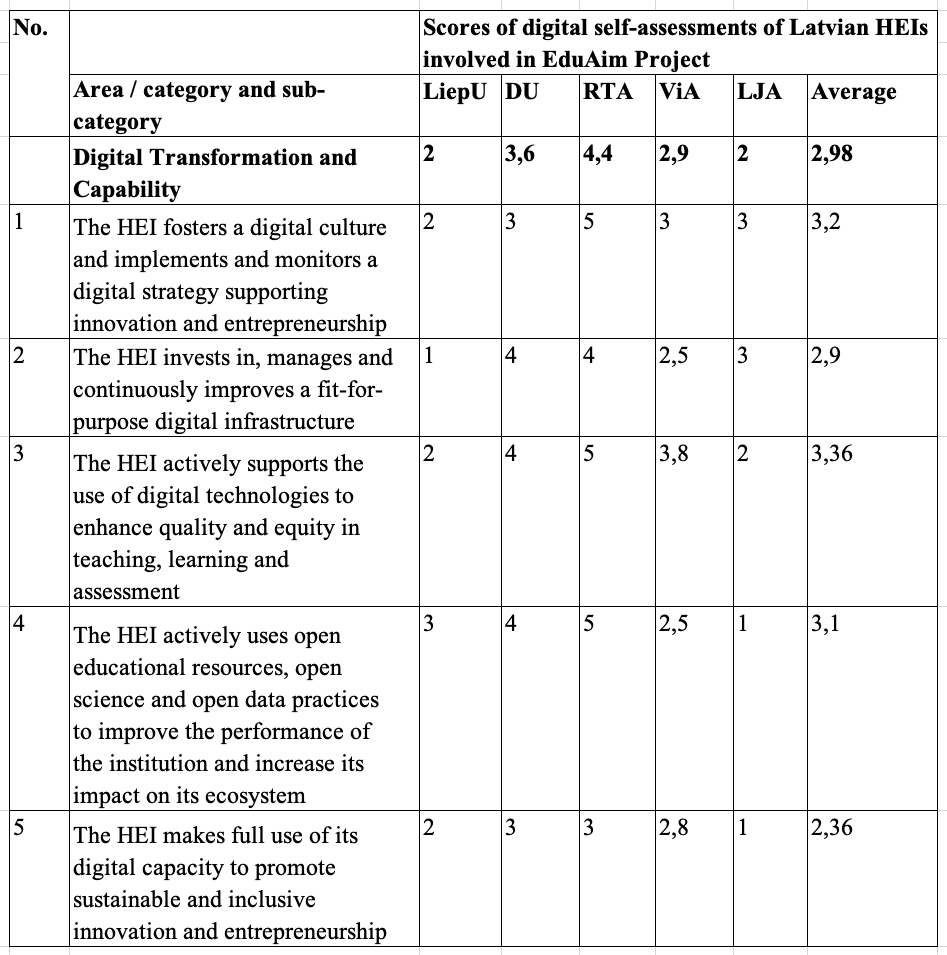 No.
Scores of digital self-assessments of Latvian HEIs
involved in EduAim Project
Area / category and sub-
category
LiepU DU RTA ViA LJA Average
Digital Transformation and
Capability
2 3,6 4,4 2,9 2 2,98
1
The HEI fosters a digital culture
and implements and monitors a
digital strategy supporting
innovation and entrepreneurship
2 3 5 3 3 3,2
2
The HEI invests in, manages and
continuously improves a fit-for-
purpose digital infrastructure
1 4 4 2,5 3 2,9
3
The HEI actively supports the
use of digital technologies to
enhance quality and equity in
teaching, learning and
assessment
2 4 5 3,8 2 3,36
4
The HEI actively uses open
educational resources, open
science and open data practices
to improve the performance of
the institution and increase its
impact on its ecosystem
3 4 5 2,5 1 3,1
5
The HEI makes full use of its
digital capacity to promote
sustainable and inclusive
innovation and entrepreneurship
2 3 3 2,8 1 2,36